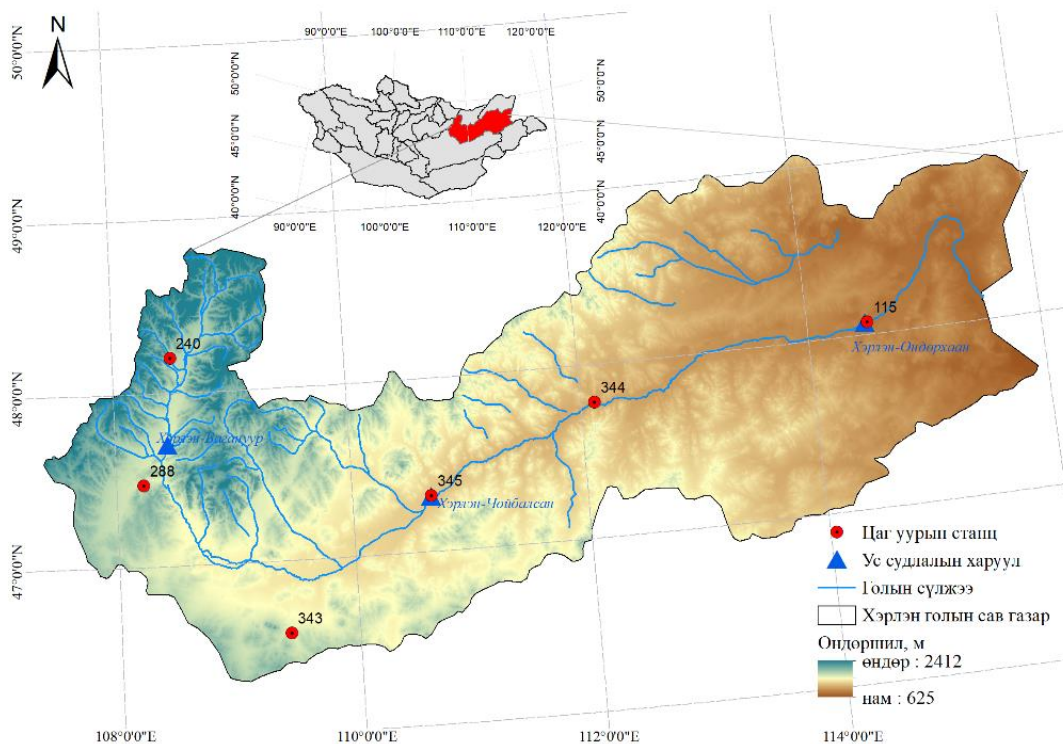 N
90°0'0"N
100°0'0"N
110°0'0"N
120°0'0"N
50°0'0"N
45°0'0"N
40°0'0"N
50°0'0"N
45°0'0"N
40°0'0"N
90°0'0"E
100°0'0"E
110°0'0"E
120°0'0"E
50°0'0"N
49°0'0"N
48°0'0"N
47°0'0"N
115
Хэрлэн-Өндөрхаан
240
344
Хэрлэн-Багануур
288
345
Хэрлэн-Чойбалсан
343
Цаг уурын станц
Ус судлалын харуул
Голын сүлжээ
Хэрлэн голын сав газар
Өндөршил, м
өндөр : 2412
нам : 625
108°0'0"E
110°0'0"E
112°0'0"E
114°0'0"E